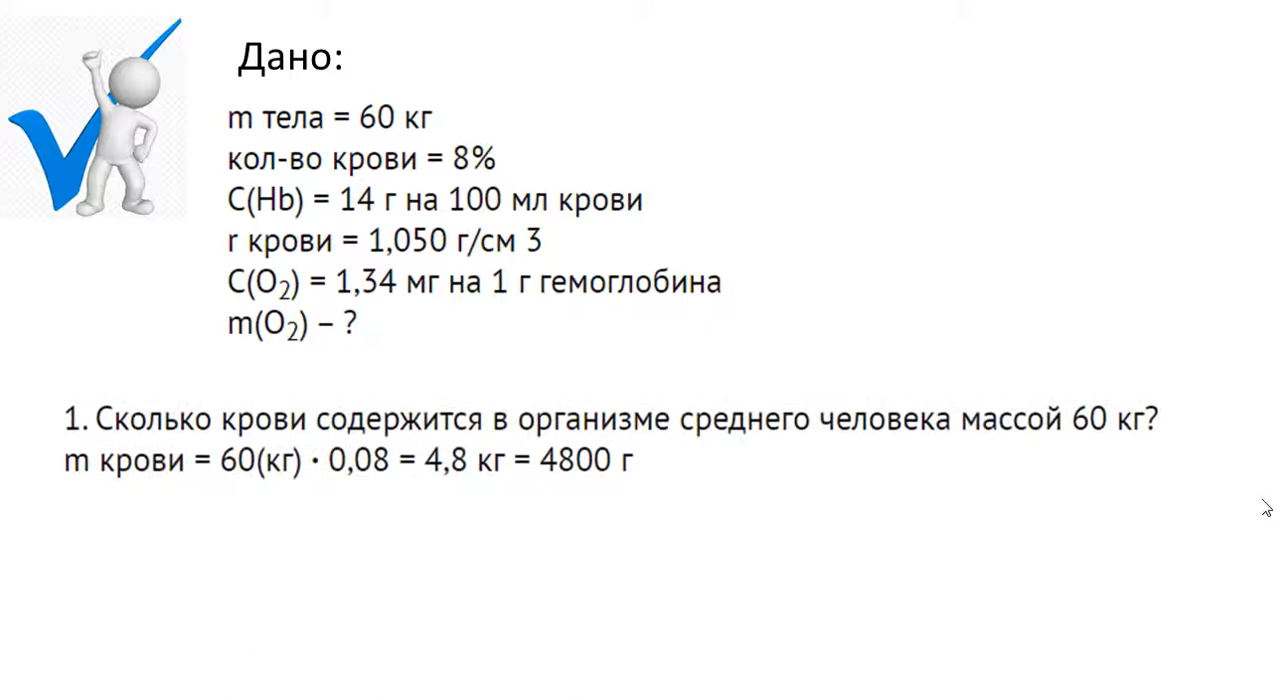 Дано:
m тела = 60 кг
кол-во крови = 8%
C(Hb) = 14 г на 100 мл крови
r крови = 1,050 г/см 3
C(O₂) = 1,34 мг на 1 г гемоглобина
m(O₂) – ?
1. Сколько крови содержится в организме среднего человека массой 60 кг?
m крови = 60(кг) · 0,08 = 4,8 кг = 4800 г